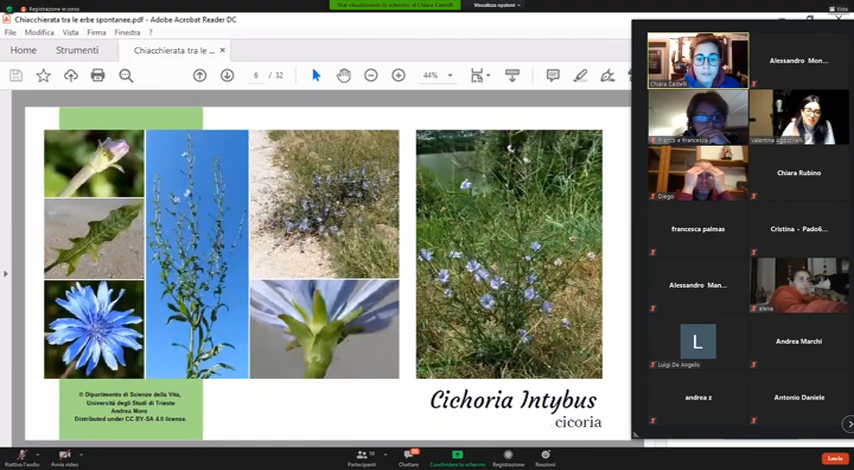 Registrazione in corso
Stai visualizzando lo schermo di Chiara Castelli
Visualizza opzioni
Vista
Chiacchierata tra le erbe spontanee.pdf - Adobe Acrobat Reader DC
File Modifica Vista Firma Finestra ?
Home Strumenti Chiacchierata tra le ... ×
6 / 32
44%
Chiara Castelli
Alessandro Mon...
Franco e Francesca
Valentina Agostinelli
Diego
Chiara Rubino
francesca palmas
Cristina - Pado6...
Alessandro Man...
elena
L
Luigi De Angelis
Andrea Marchi
andrea z
Antonio Daniele
© Dipartimento di Scienze della Vita,
Università degli Studi di Trieste
Andrea Moro
Distributed under CC BY-SA 4.0 license.
Cichoria Intybus
cicoria
Riattiva l'audio
Avvia video
Partecipanti
19
Chattare
Condividere lo schermo
Registrazione
Reazioni
Lascia